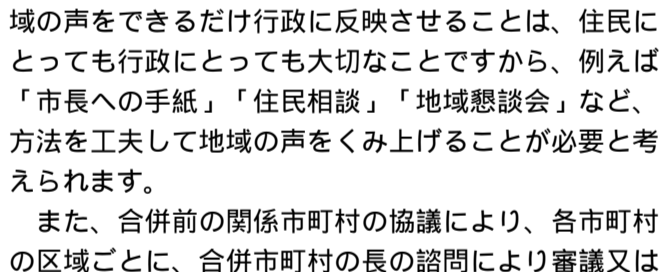 域の声をできるだけ行政に反映させることは、住民に
とっても行政にとっても大切なことですから、例えば
「市長への手紙」「住民相談」「地域懇談会」など、
方法を工夫して地域の声をくみ上げることが必要と考
えられます。
また、合併前の関係市町村の協議により、各市町村
の区域ごとに、合併市町村の長の諮問により審議又は